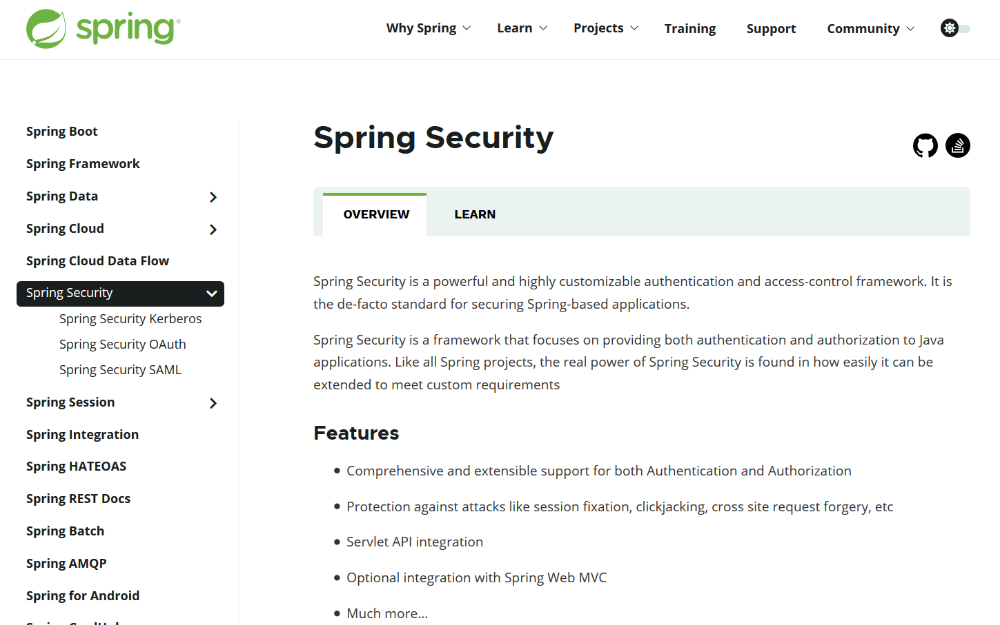 spring®
Why Spring
Learn
Projects
Training
Support
Community
Spring Boot
Spring Framework
Spring Data
Spring Cloud
Spring Cloud Data Flow
Spring Security
Spring Security Kerberos
Spring Security OAuth
Spring Security SAML
Spring Session
Spring Integration
Spring HATEOAS
Spring REST Docs
Spring Batch
Spring AMQP
Spring for Android
Spring Security
OVERVIEW
LEARN
Spring Security is a powerful and highly customizable authentication and access-control framework. It is
the de-facto standard for securing Spring-based applications.
Spring Security is a framework that focuses on providing both authentication and authorization to Java
applications. Like all Spring projects, the real power of Spring Security is found in how easily it can be
extended to meet custom requirements
Features
Comprehensive and extensible support for both Authentication and Authorization
Protection against attacks like session fixation, clickjacking, cross site request forgery, etc
Servlet API integration
Optional integration with Spring Web MVC
Much more…